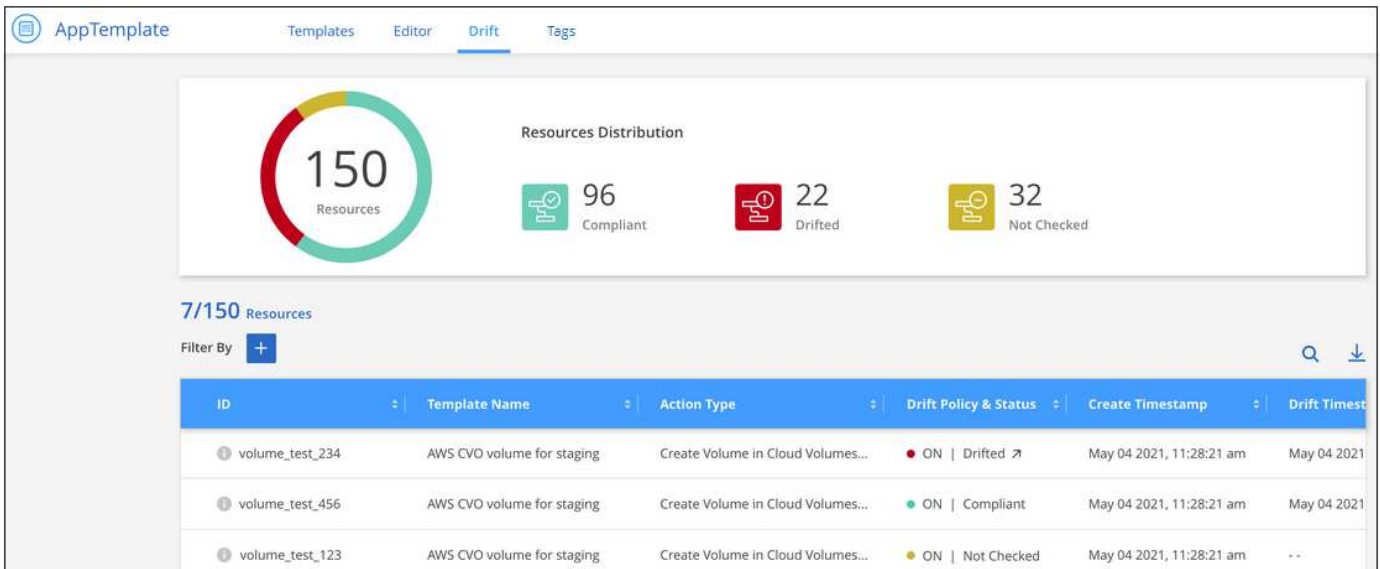 AppTemplate Templates Editor Drift Tags
150
Resources
Resources Distribution
96
Compliant
22
Drifted
32
Not Checked
7/150 Resources
Filter By +
ID Template Name Action Type Drift Policy & Status Create Timestamp Drift Timest
volume_test_234 AWS CVO volume for staging Create Volume in Cloud Volumes... ON | Drifted May 04 2021, 11:28:21 am May 04 2021
volume_test_456 AWS CVO volume for staging Create Volume in Cloud Volumes... ON | Compliant May 04 2021, 11:28:21 am May 04 2021
volume_test_123 AWS CVO volume for staging Create Volume in Cloud Volumes... ON | Not Checked May 04 2021, 11:28:21 am - -